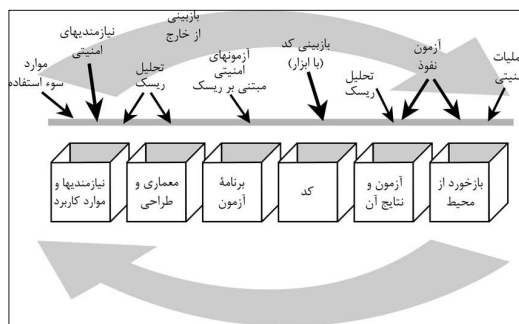 بازبینی
از خارج
نیازمندیهای
امنیتی
موارد
سوء استفاده
تحلیل
ریسک
آزمونهای
امنیتی
مبتنی بر ریسک
بازبینی کد
(با ابزار)
تحلیل
ریسک
آزمون
نفوذ
عملیات
امنیتی
نیازمندیها و
موارد کاربرد
معماری و
طراحی
برنامۀ
آزمون
کد
آزمون و
نتایج آن
بازخورد از
محیط